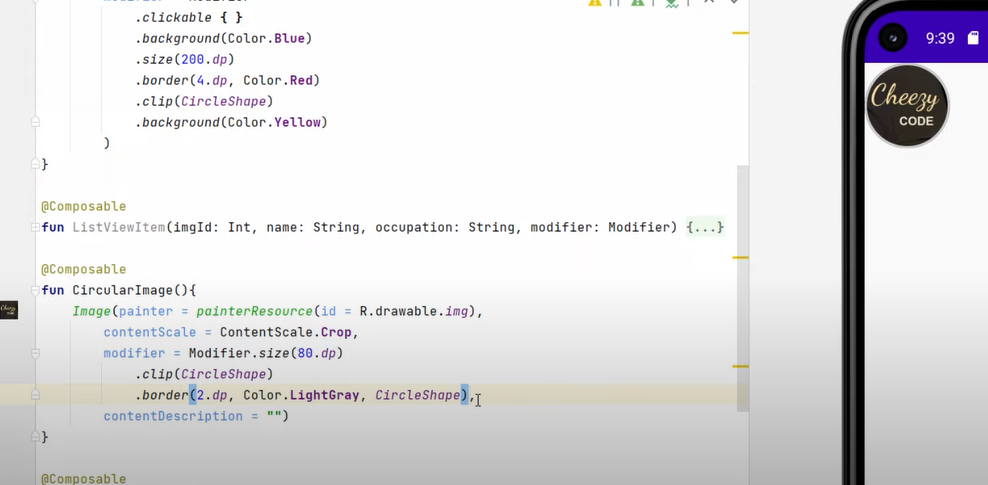 .clickable { }
.background(Color.Blue)
.size(200.dp)
.border(4.dp, Color.Red)
.clip(CircleShape)
.background(Color.Yellow)
)
}
@Composable
fun ListViewItem(imgId: Int, name: String, occupation: String, modifier: Modifier) {...}
@Composable
fun CircularImage(){
Image(painter = painterResource(id = R.drawable.img),
contentScale = ContentScale.Crop,
modifier = Modifier.size(80.dp)
.clip(CircleShape)
.border(2.dp, Color.LightGray, CircleShape),
contentDescription = "")
}
@Composable
9:39
Cheezy
CODE